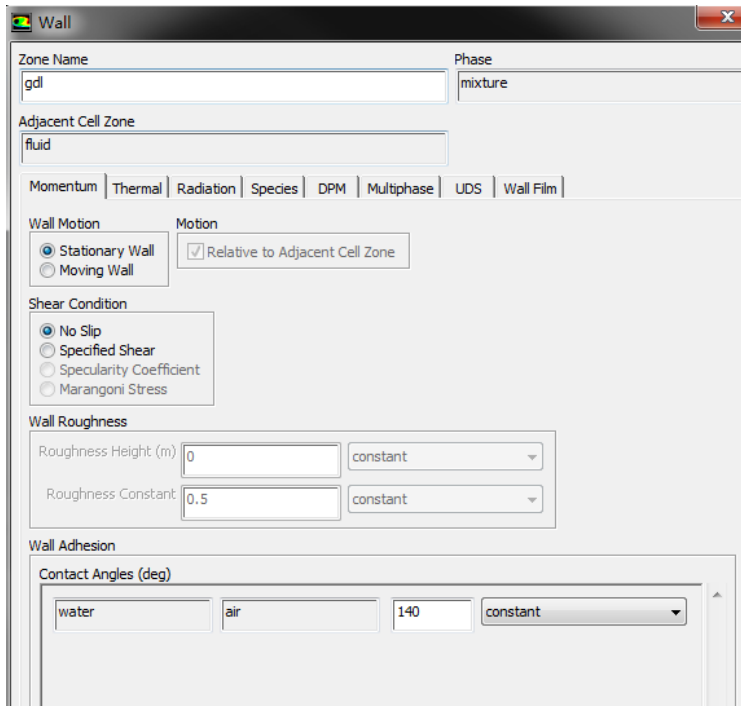 Wall
Zone Name Phase
gdl mixture
Adjacent Cell Zone
fluid
Momentum Thermal Radiation Species DPM Multiphase UDS Wall Film
Wall Motion Motion
Stationary Wall Relative to Adjacent Cell Zone
Moving Wall
Shear Condition
No Slip
Specified Shear
Specularity Coefficient
Marangoni Stress
Wall Roughness
Roughness Height (m) 0 constant
Roughness Constant 0.5 constant
Wall Adhesion
Contact Angles (deg)
water air 140 constant